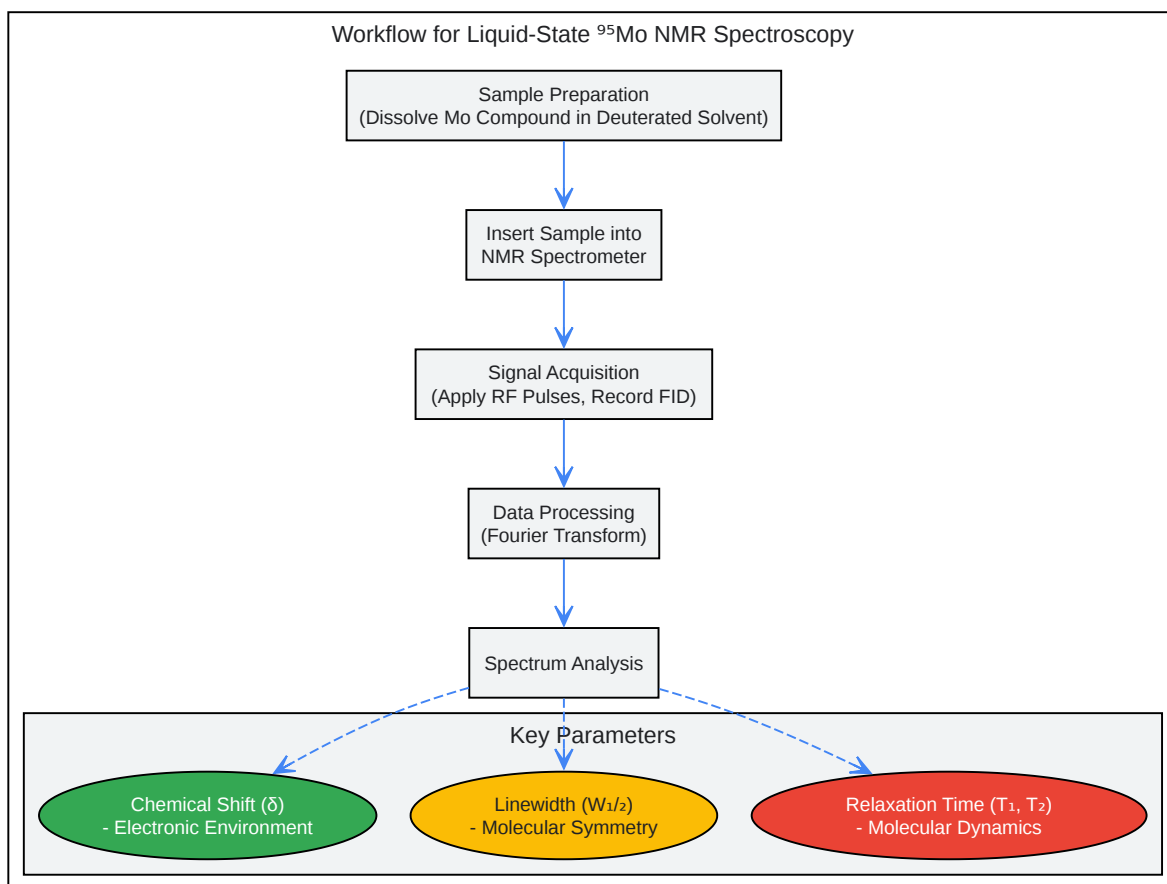 Workflow for Liquid-State ⁹⁵Mo NMR Spectroscopy
Sample Preparation
(Dissolve Mo Compound in Deuterated Solvent)
Insert Sample into
NMR Spectrometer
Signal Acquisition
(Apply RF Pulses, Record FID)
Data Processing
(Fourier Transform)
Spectrum Analysis
Key Parameters
Chemical Shift (δ)
- Electronic Environment
Linewidth (W₁/₂)
- Molecular Symmetry
Relaxation Time (T₁, T₂)
- Molecular Dynamics